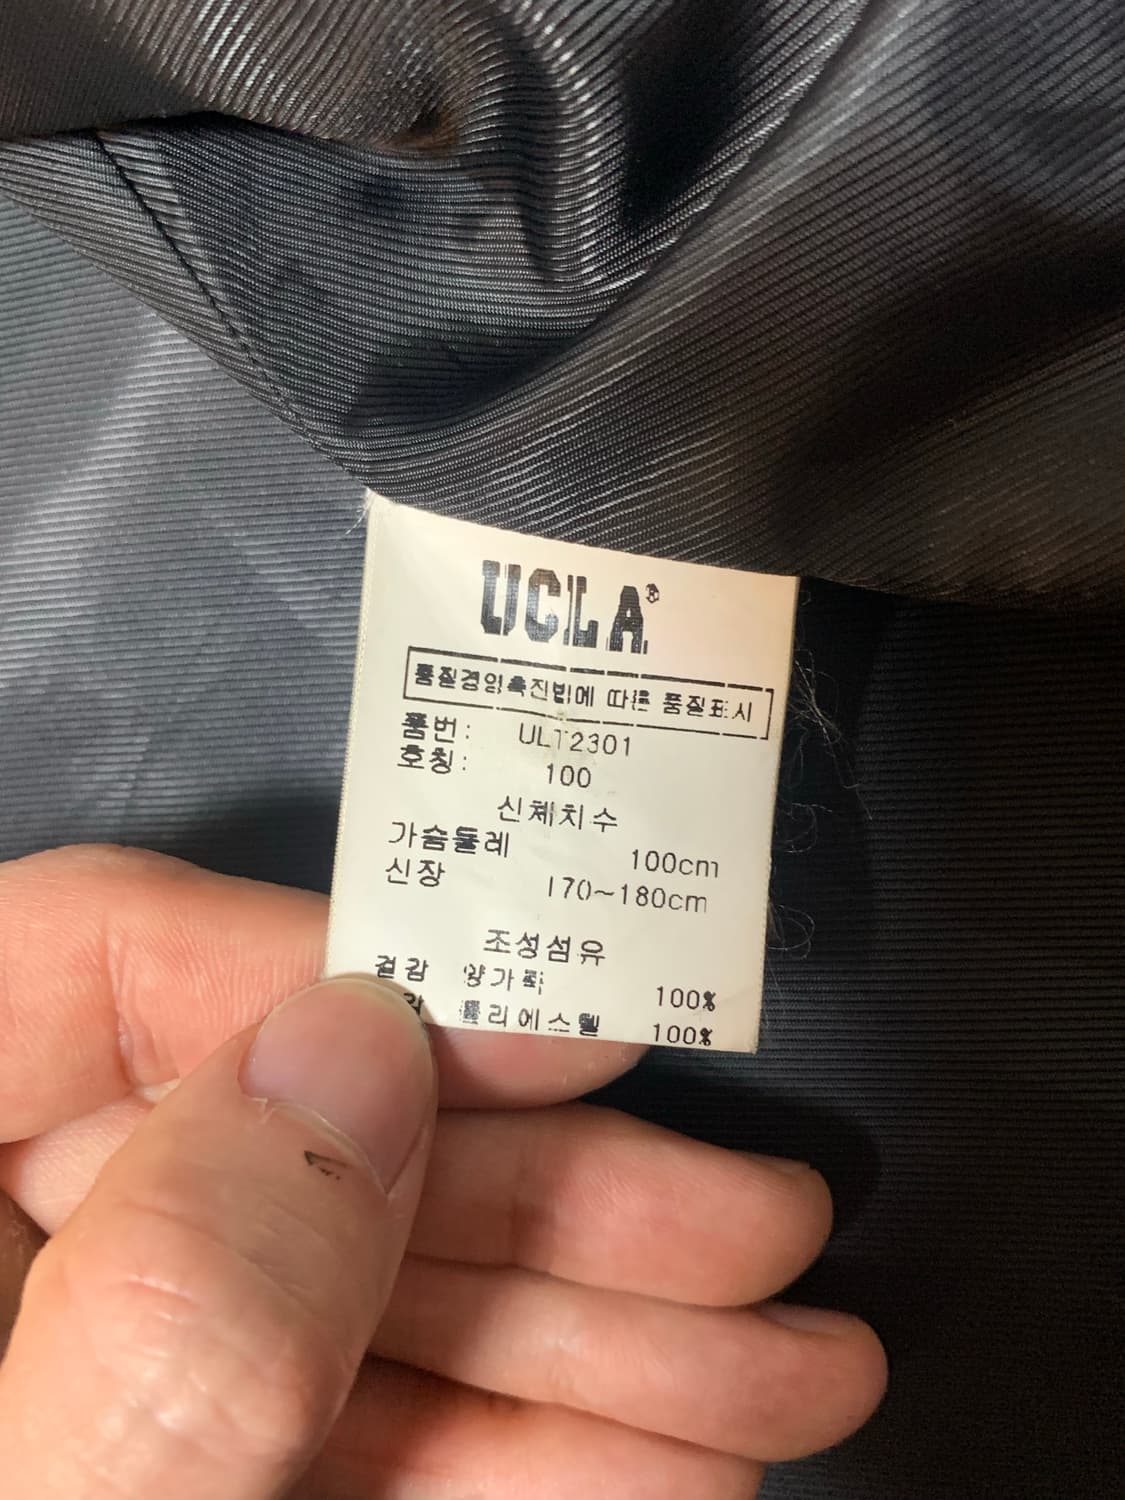 UCLA®
품질경영촉진법에 따른 품질표시
품번: ULT2301
호칭: 100
신체치수
가슴둘레 100cm
신장 170~180cm
조성섬유
겉감 양가죽 100%
감 폴리에스텔 100%